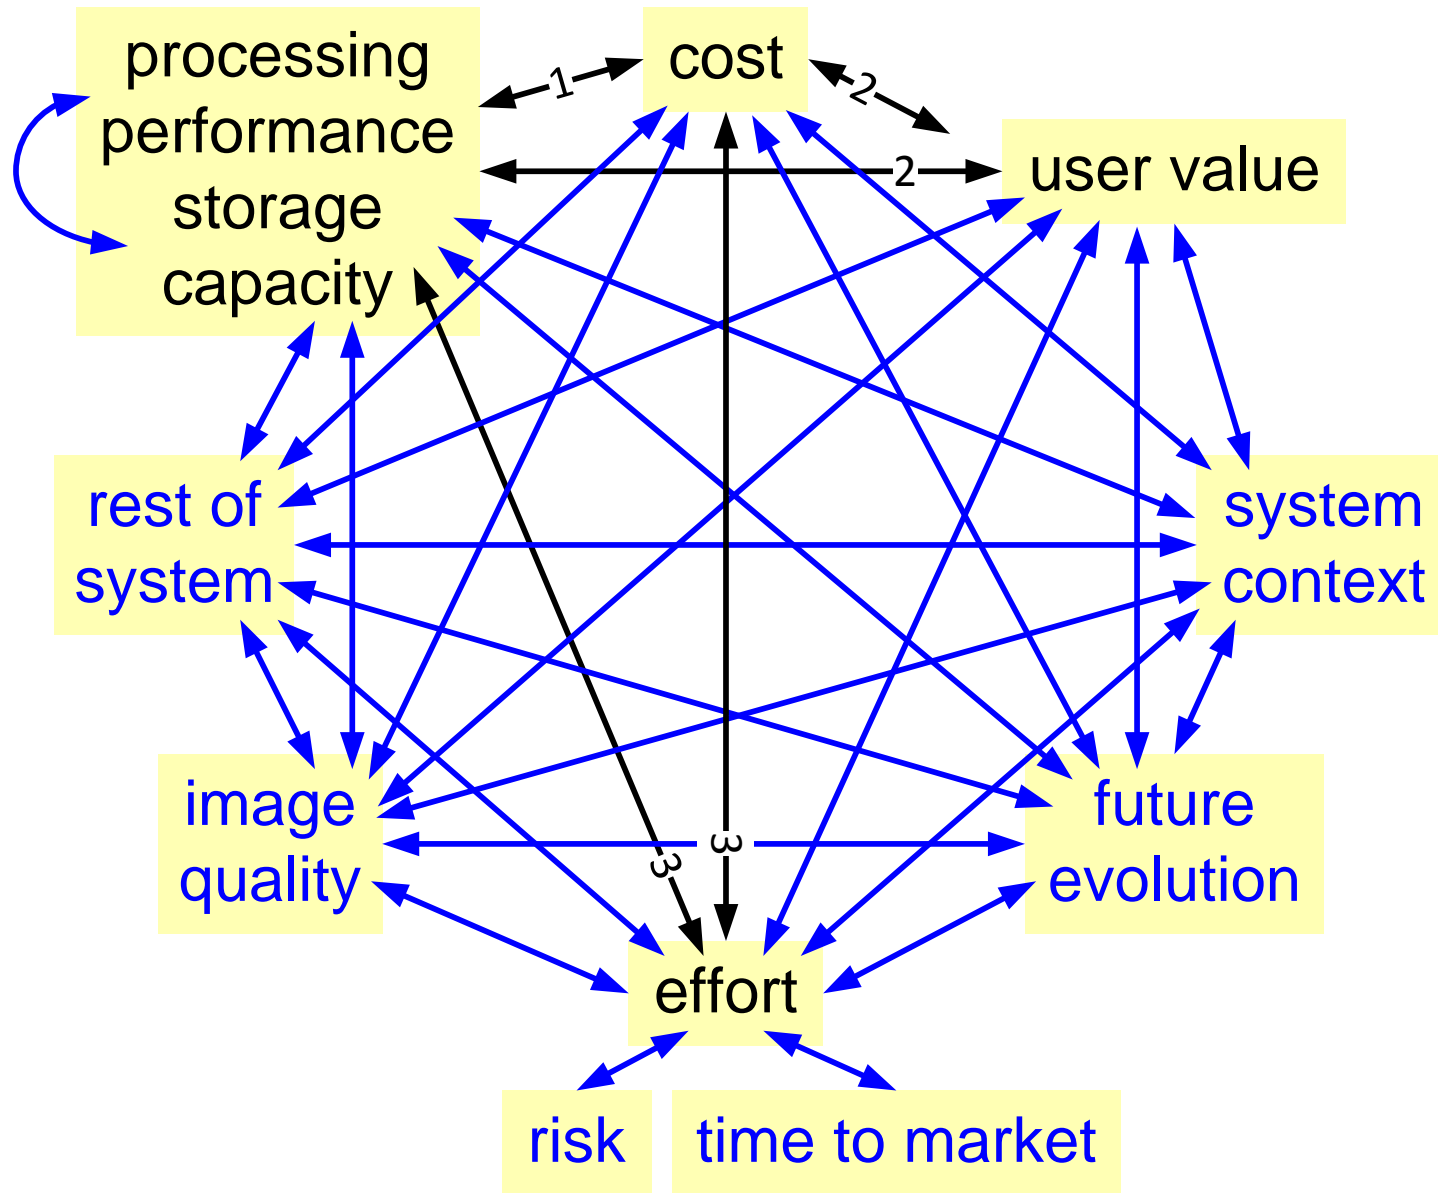 processing
performance
storage
capacity
1
cost
2
2
user value
rest of
system
system
context
image
quality
3
3
future
evolution
effort
risk
time to market